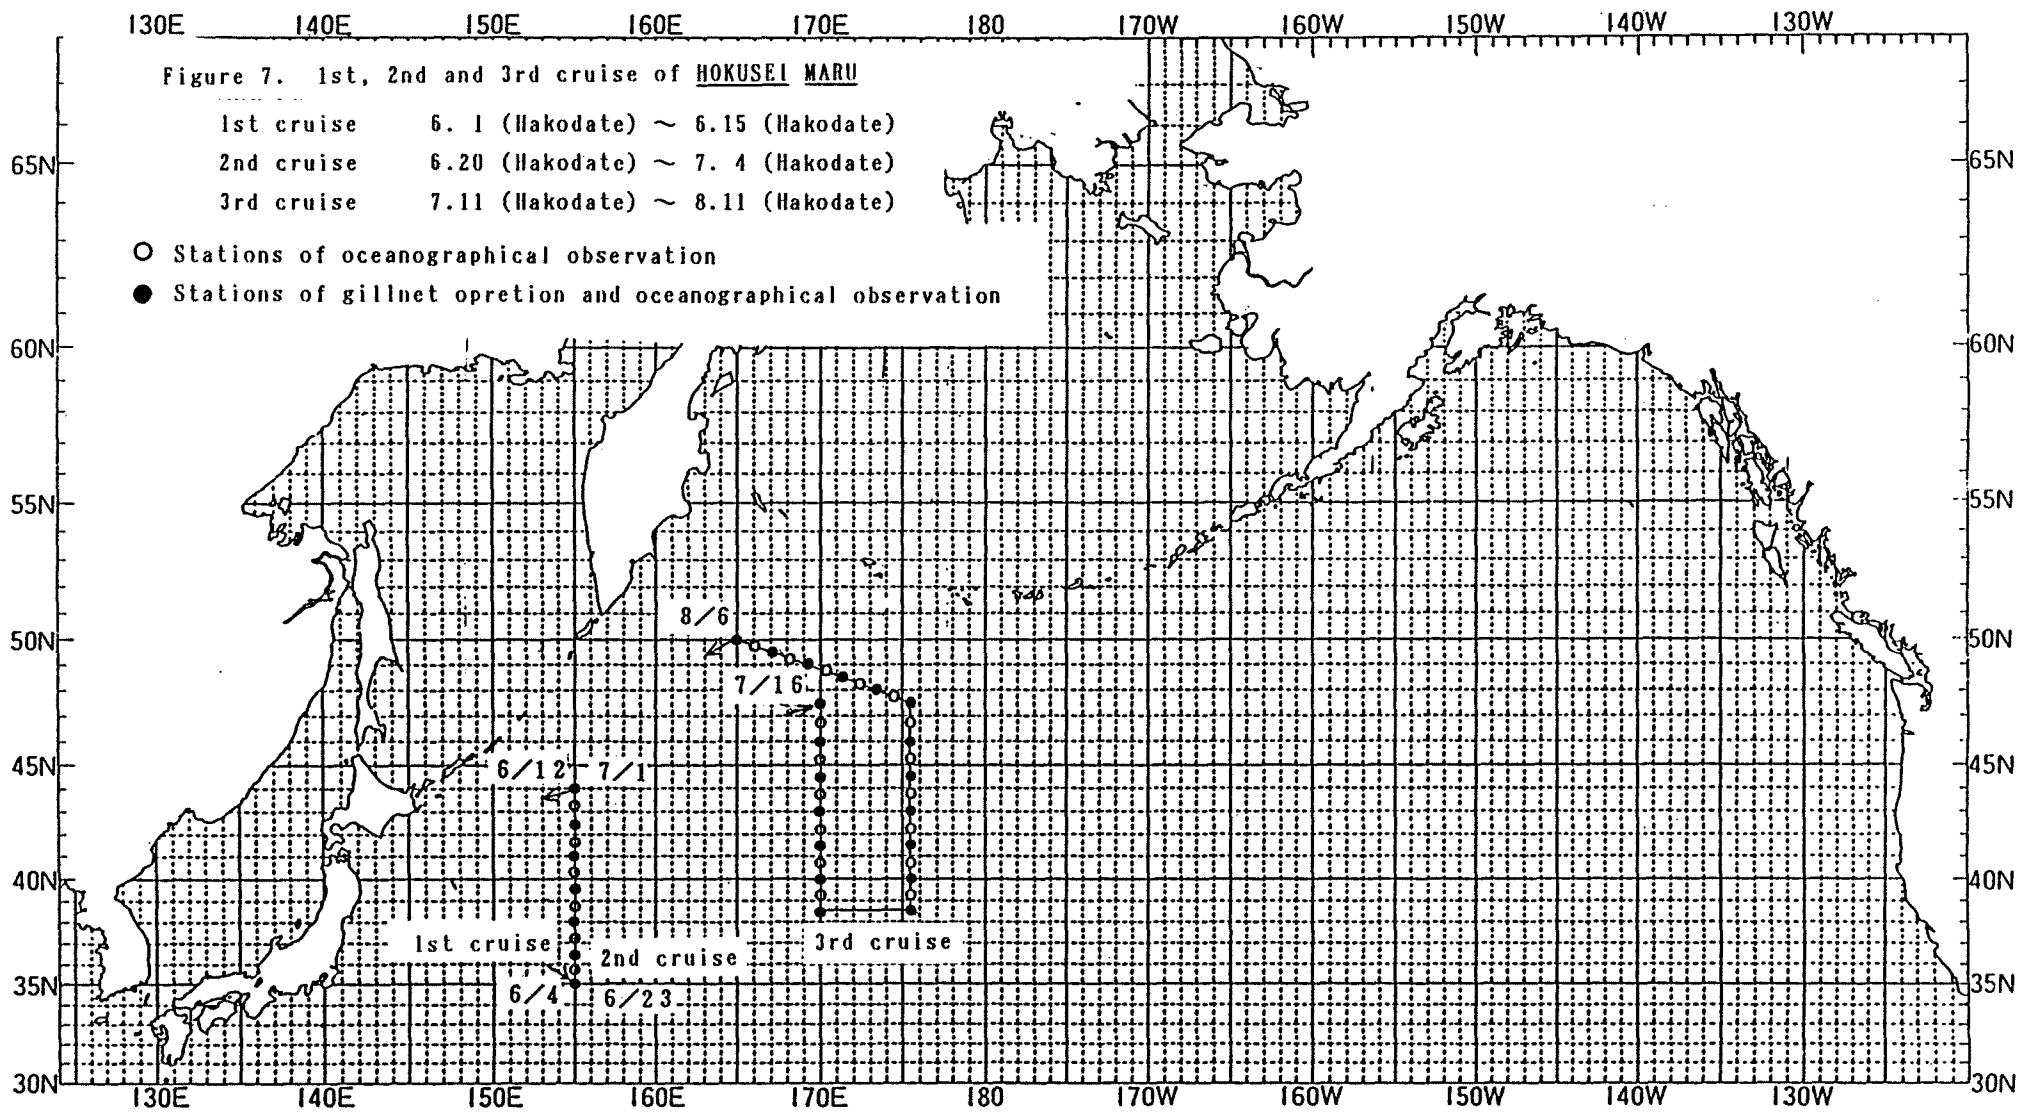 130E 140E 150E 160E 170E 180 170W 160W 150W 140W 130W
Figure 7. 1st, 2nd and 3rd cruise of HOKUSEI MARU
1st cruise 6. 1 (Hakodate) ~ 6.15 (Hakodate)
2nd cruise 6.20 (Hakodate) ~ 7. 4 (Hakodate)
3rd cruise 7.11 (Hakodate) ~ 8.11 (Hakodate)
○ Stations of oceanographical observation
● Stations of gillnet opretion and oceanographical observation
65N 65N
60N 60N
55N 55N
8/6
50N 50N
7/16
6/12 7/1
45N 45N
40N 40N
1st cruise 2nd cruise 3rd cruise
35N 35N
6/4 6/23
30N 30N
130E 140E 150E 160E 170E 180 170W 160W 150W 140W 130W